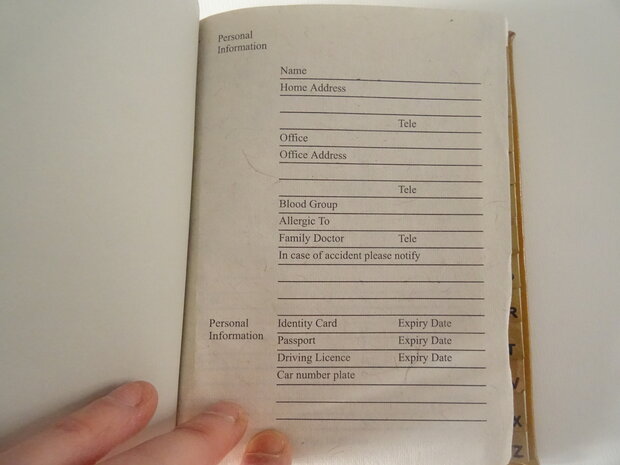 Personal
Information
Name
Home Address
Tele
Office
Office Address
Tele
Blood Group
Allergic To
Family Doctor Tele
In case of accident please notify
Personal
Information
Identity Card Expiry Date
Passport Expiry Date
Driving Licence Expiry Date
Car number plate
R
T
X
Z